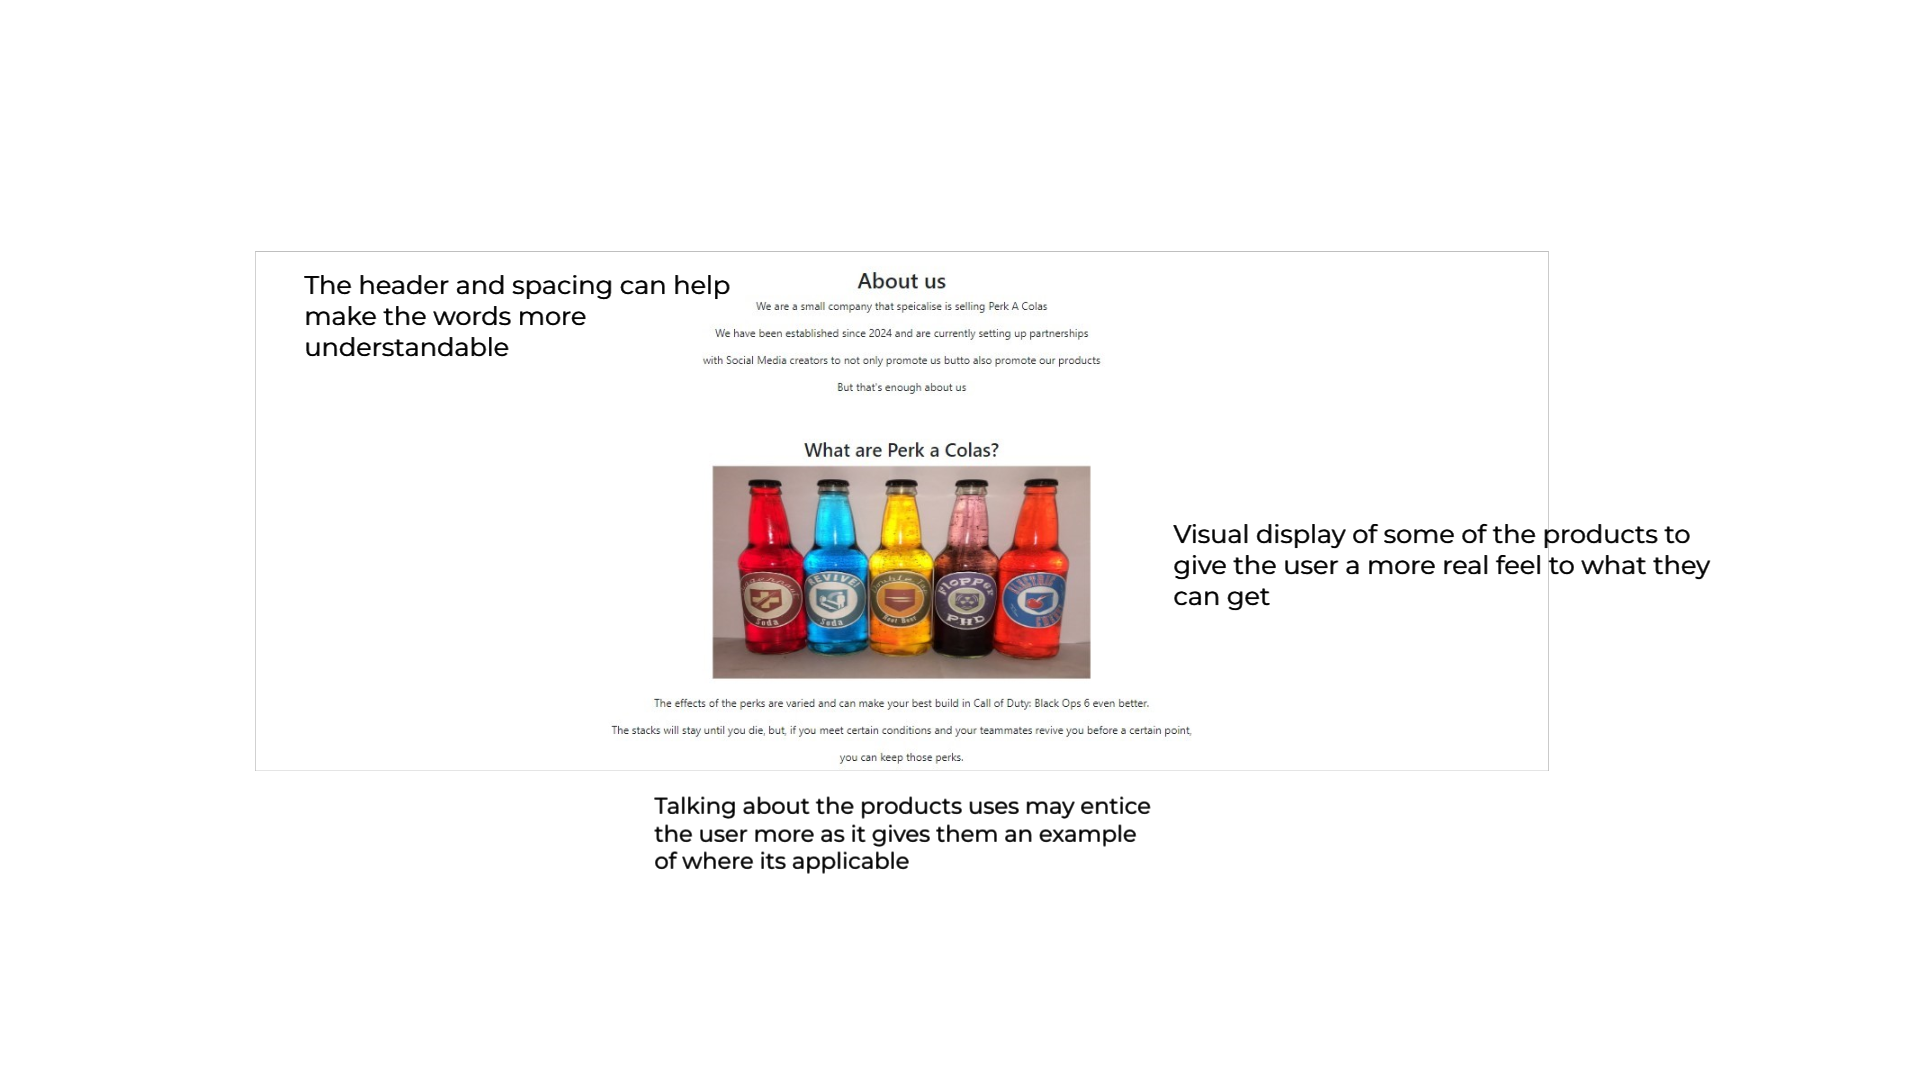 The header and spacing can help
make the words more
understandable
About us
We are a small company that speicalise is selling Perk A Colas
We have been established since 2024 and are currently setting up partnerships
with Social Media creators to not only promote us butto also promote our products
But that's enough about us
What are Perk a Colas?
Soda
REVIVE
Soda
Double Tap
Root Beer
FlOPPER
PHD
ELECTRIC
Visual display of some of the products to
give the user a more real feel to what they
can get
The effects of the perks are varied and can make your best build in Call of Duty: Black Ops 6 even better.
The stacks will stay until you die, but, if you meet certain conditions and your teammates revive you before a certain point,
you can keep those perks.
Talking about the products uses may entice
the user more as it gives them an example
of where its applicable